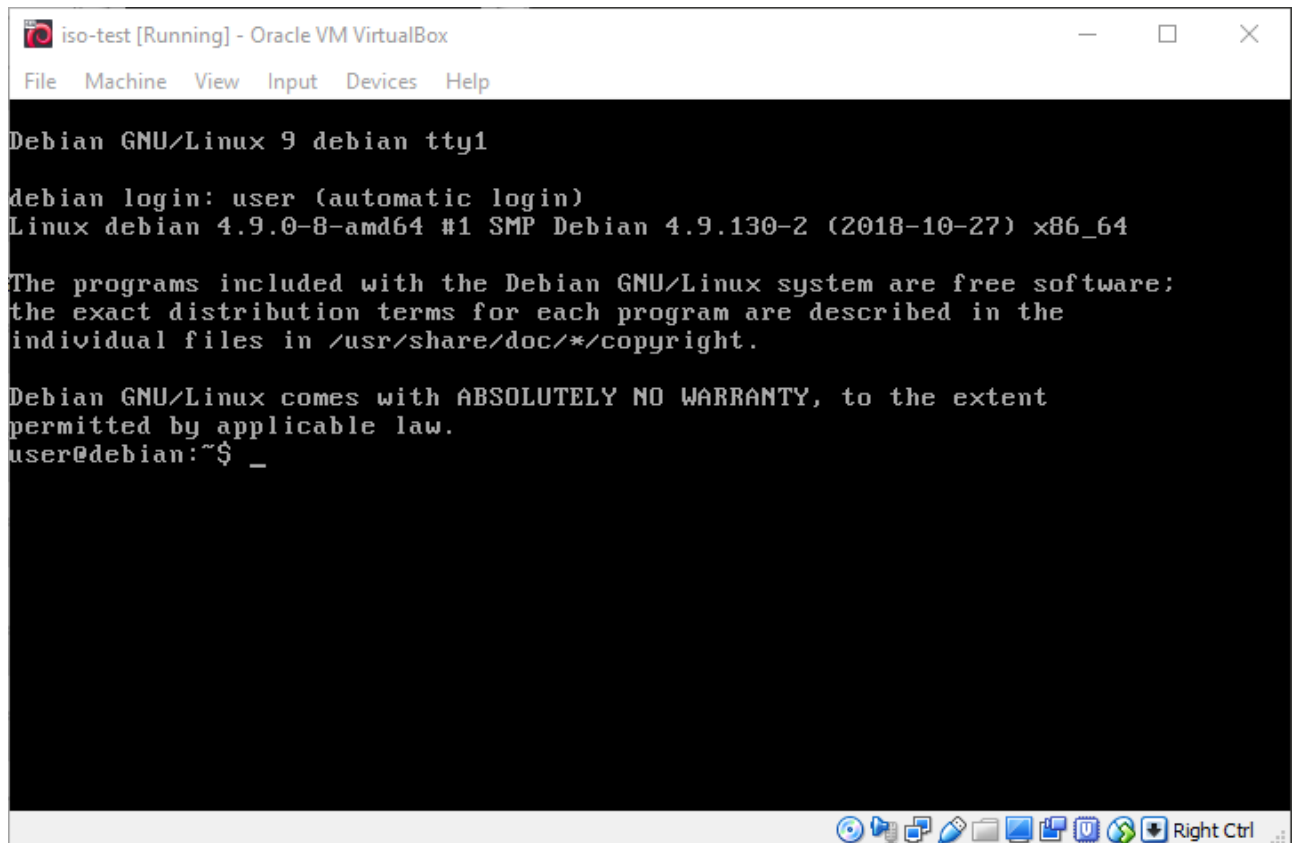 iso-test [Running] - Oracle VM VirtualBox
File Machine View Input Devices Help
Debian GNU/Linux 9 debian tty1
debian login: user (automatic login)
Linux debian 4.9.0-8-amd64 #1 SMP Debian 4.9.130-2 (2018-10-27) x86_64
The programs included with the Debian GNU/Linux system are free software;
the exact distribution terms for each program are described in the
individual files in /usr/share/doc/*/copyright.
Debian GNU/Linux comes with ABSOLUTELY NO WARRANTY, to the extent
permitted by applicable law.
user@debian:~$ _
Right Ctrl